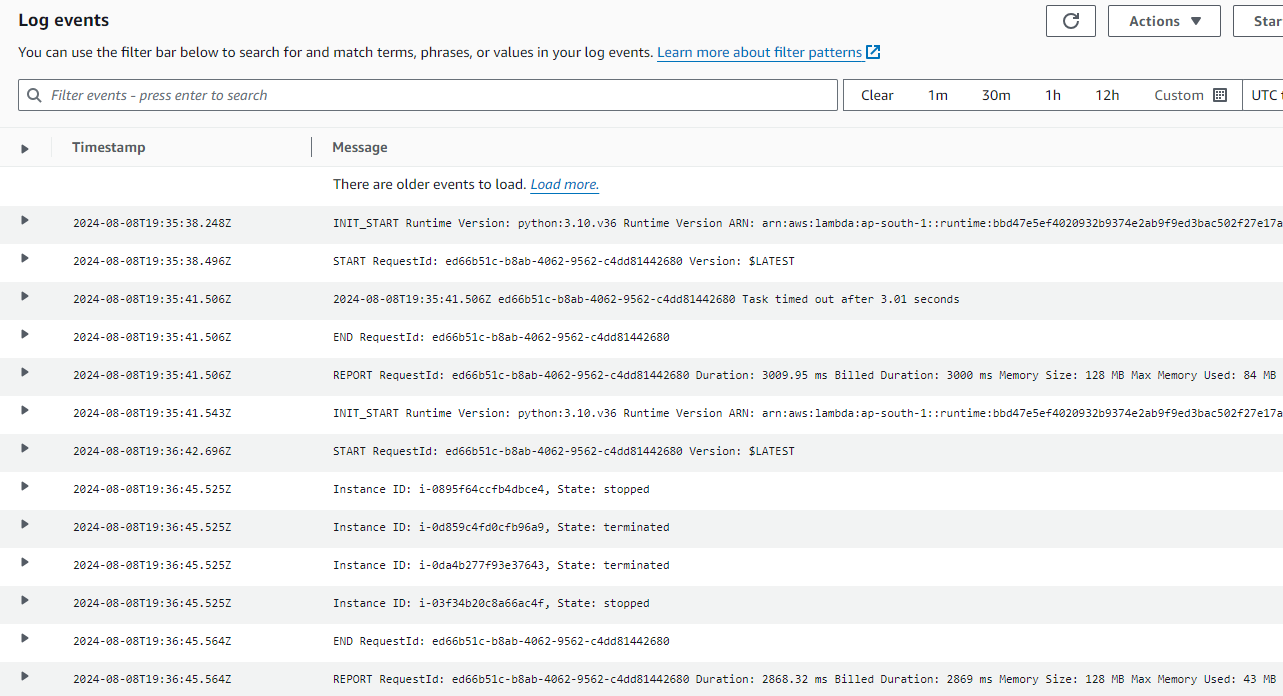 Log events
Actions ▼
Star
You can use the filter bar below to search for and match terms, phrases, or values in your log events. Learn more about filter patterns
Filter events - press enter to search
Clear 1m 30m 1h 12h Custom UTC
Timestamp Message
There are older events to load. Load more.
2024-08-08T19:35:38.248Z INIT_START Runtime Version: python:3.10.v36 Runtime Version ARN: arn:aws:lambda:ap-south-1::runtime:bbd47e5ef4020932b9374e2ab9f9ed3bac502f27e17a
2024-08-08T19:35:38.496Z START RequestId: ed66b51c-b8ab-4062-9562-c4dd81442680 Version: $LATEST
2024-08-08T19:35:41.506Z 2024-08-08T19:35:41.506Z ed66b51c-b8ab-4062-9562-c4dd81442680 Task timed out after 3.01 seconds
2024-08-08T19:35:41.506Z END RequestId: ed66b51c-b8ab-4062-9562-c4dd81442680
2024-08-08T19:35:41.506Z REPORT RequestId: ed66b51c-b8ab-4062-9562-c4dd81442680 Duration: 3009.95 ms Billed Duration: 3000 ms Memory Size: 128 MB Max Memory Used: 84 MB
2024-08-08T19:35:41.543Z INIT_START Runtime Version: python:3.10.v36 Runtime Version ARN: arn:aws:lambda:ap-south-1::runtime:bbd47e5ef4020932b9374e2ab9f9ed3bac502f27e17a
2024-08-08T19:36:42.696Z START RequestId: ed66b51c-b8ab-4062-9562-c4dd81442680 Version: $LATEST
2024-08-08T19:36:45.525Z Instance ID: i-0895f64ccfb4dbce4, State: stopped
2024-08-08T19:36:45.525Z Instance ID: i-0d859c4fd0cfb96a9, State: terminated
2024-08-08T19:36:45.525Z Instance ID: i-0da4b277f93e37643, State: terminated
2024-08-08T19:36:45.525Z Instance ID: i-03f34b20c8a66ac4f, State: stopped
2024-08-08T19:36:45.564Z END RequestId: ed66b51c-b8ab-4062-9562-c4dd81442680
2024-08-08T19:36:45.564Z REPORT RequestId: ed66b51c-b8ab-4062-9562-c4dd81442680 Duration: 2868.32 ms Billed Duration: 2869 ms Memory Size: 128 MB Max Memory Used: 43 MB